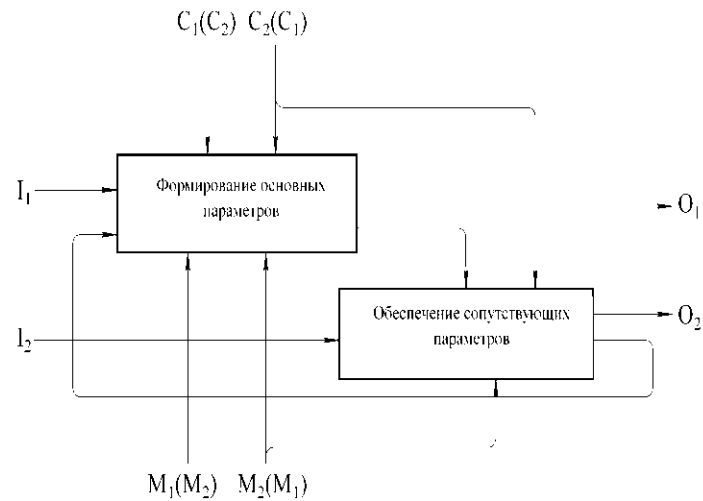 C₁(C₂) C₂(C₁)
I₁
Формирование основных
параметров
O₁
I₂
Обеспечение сопутствующих
параметров
O₂
M₁(M₂) M₂(M₁)